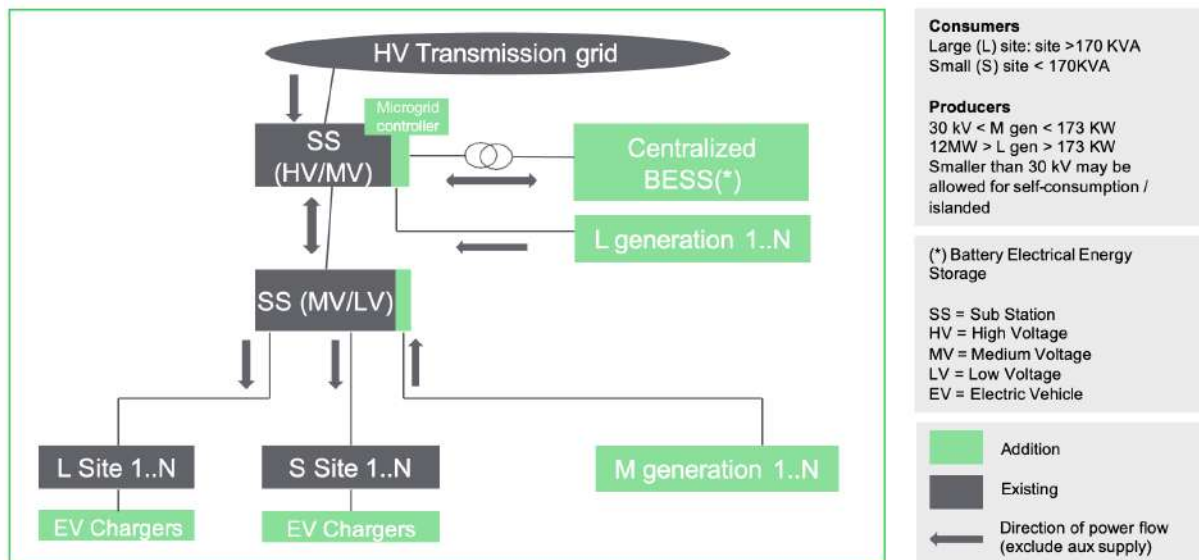 HV Transmission grid
Microgrid
controller
SS
(HV/MV)
Centralized
BESS(*)
L generation 1..N
SS (MV/LV)
L Site 1..N
S Site 1..N
M generation 1..N
EV Chargers
EV Chargers
Consumers
Large (L) site: site >170 KVA
Small (S) site < 170KVA
Producers
30 kV < M gen < 173 KW
12MW > L gen > 173 KW
Smaller than 30 kV may be
allowed for self-consumption /
islanded
(*) Battery Electrical Energy
Storage
SS = Sub Station
HV = High Voltage
MV = Medium Voltage
LV = Low Voltage
EV = Electric Vehicle
Addition
Existing
Direction of power flow
(exclude aux supply)